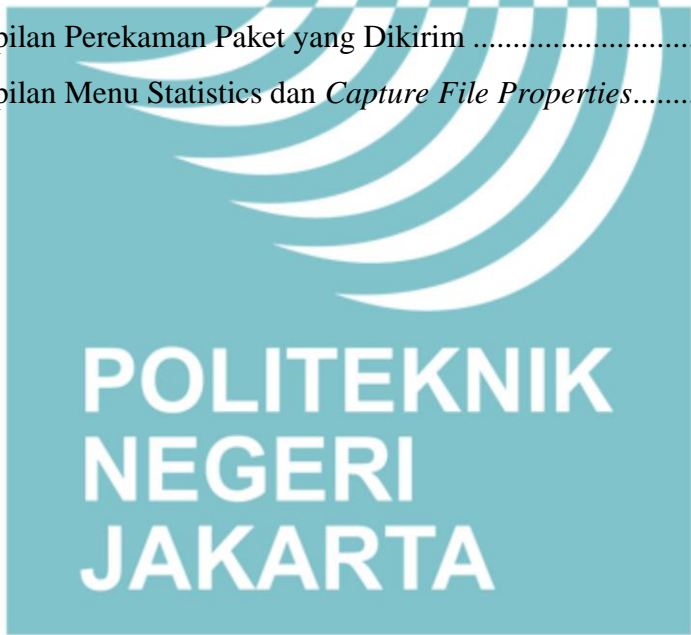 pilan Perekaman Paket yang Dikirim ............................
pilan Menu Statistics dan Capture File Properties.......
POLITEKNIK
NEGERI
JAKARTA